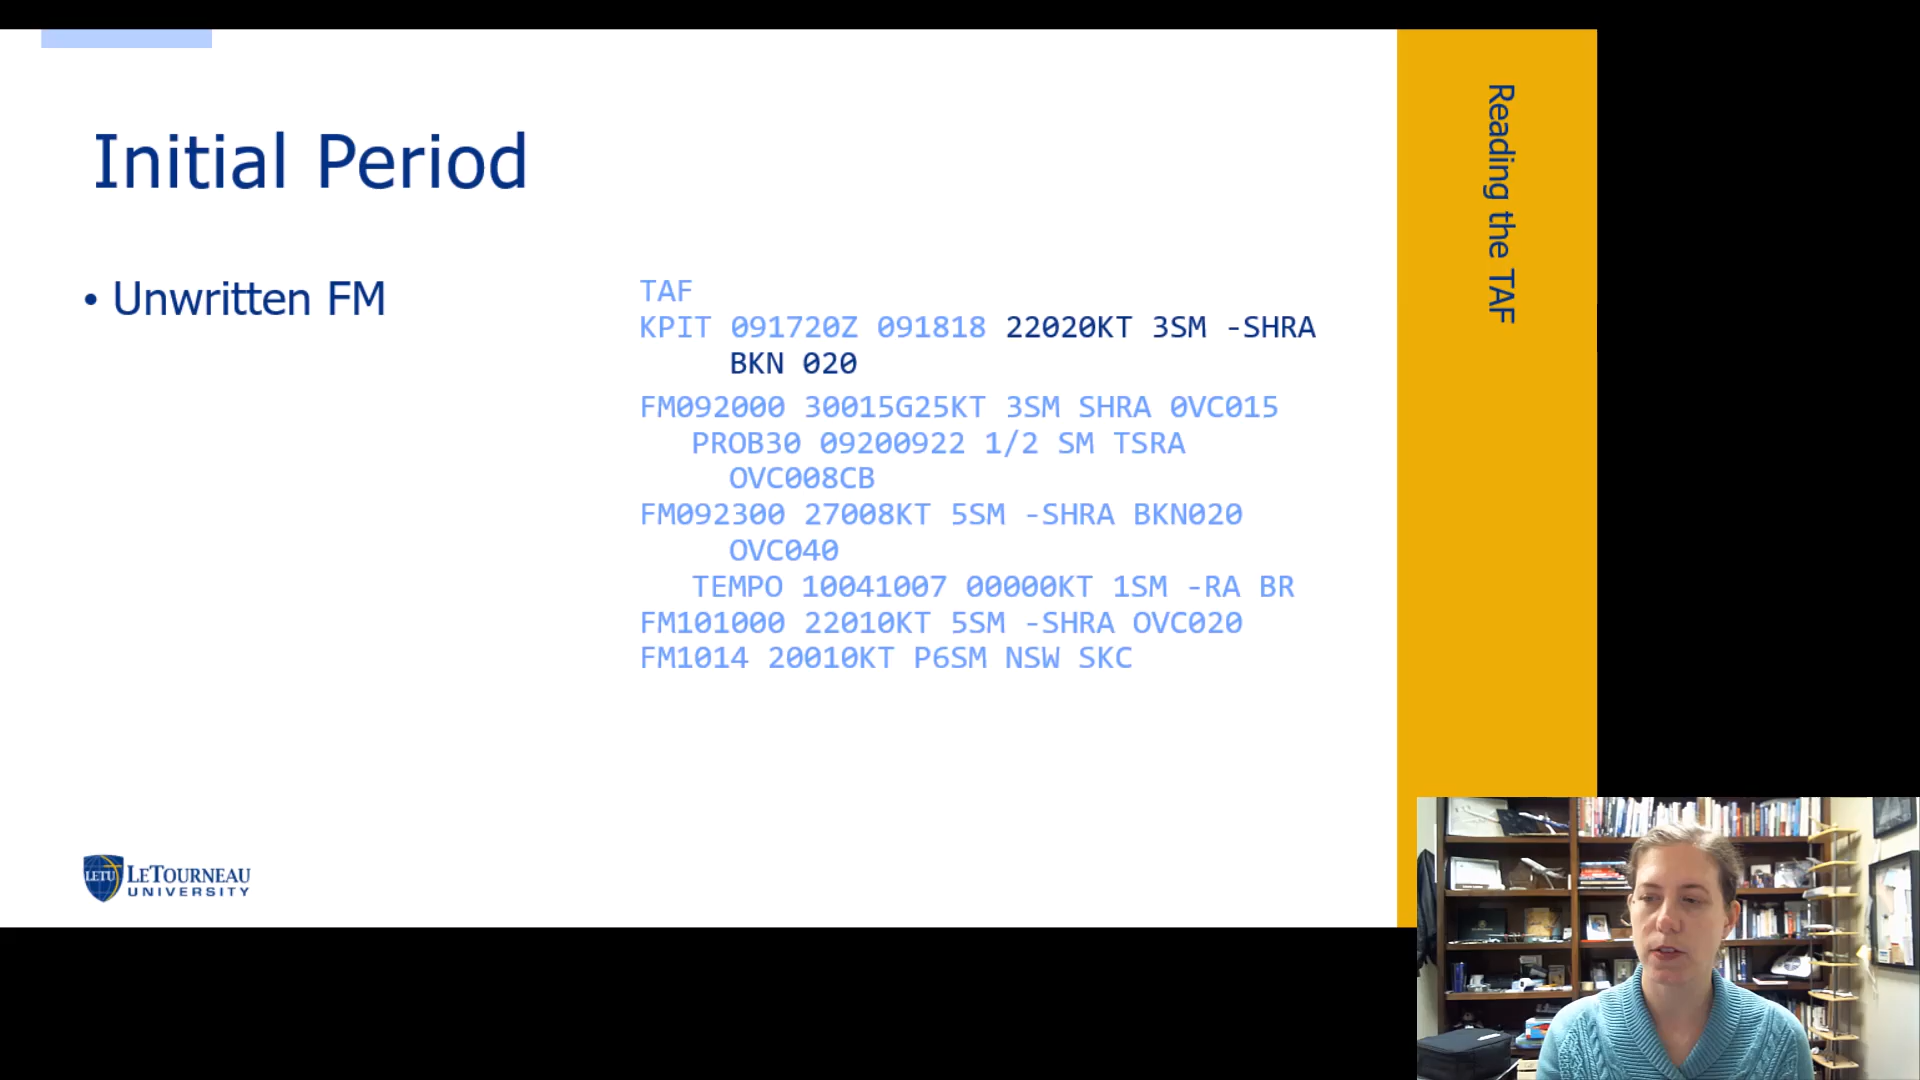 Initial Period
• Unwritten FM
TAF
KPIT 091720Z 091818 22020KT 3SM -SHRA
BKN 020
FM092000 30015G25KT 3SM SHRA 0VC015
PROB30 09200922 1/2 SM TSRA
OVC008CB
FM092300 27008KT 5SM -SHRA BKN020
OVC040
TEMPO 10041007 00000KT 1SM -RA BR
FM101000 22010KT 5SM -SHRA OVC020
FM1014 20010KT P6SM NSW SKC
Reading the TAF
LETU
LETOURNEAU
UNIVERSITY